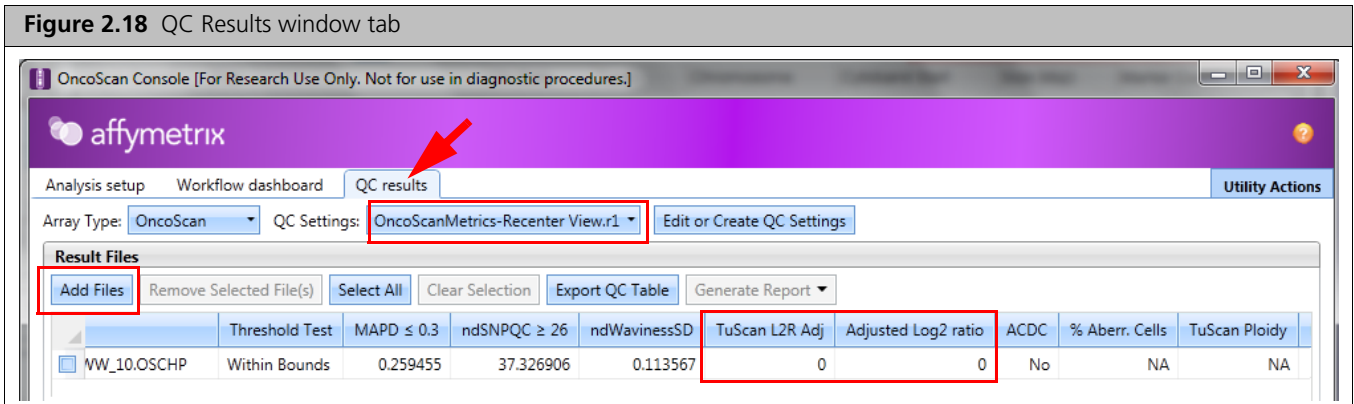 Figure 2.18 QC Results window tab
OncoScan Console [For Research Use Only. Not for use in diagnostic procedures.]
affymetrix
Analysis setup Workflow dashboard QC results Utility Actions
Array Type: OncoScan QC Settings: OncoScanMetrics-Recenter View.r1 Edit or Create QC Settings
Result Files
Add Files Remove Selected File(s) Select All Clear Selection Export QC Table Generate Report
Threshold Test MAPD ≤ 0.3 ndSNPQC ≥ 26 ndWavinessSD TuScan L2R Adj Adjusted Log2 ratio ACDC % Aberr. Cells TuScan Ploidy
WW_10.OSCHP Within Bounds 0.259455 37.326906 0.113567 0 0 No NA NA